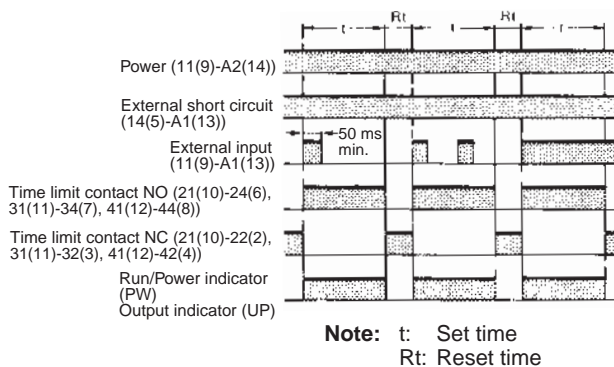 t Rt t Rt t
Power (11(9)-A2(14))
External short circuit
(14(5)-A1(13))
50 ms
min.
External input
(11(9)-A1(13))
Time limit contact NO (21(10)-24(6),
31(11)-34(7), 41(12)-44(8))
Time limit contact NC (21(10)-22(2),
31(11)-32(3), 41(12)-42(4))
Run/Power indicator
(PW)
Output indicator (UP)
Note: t: Set time
Rt: Reset time